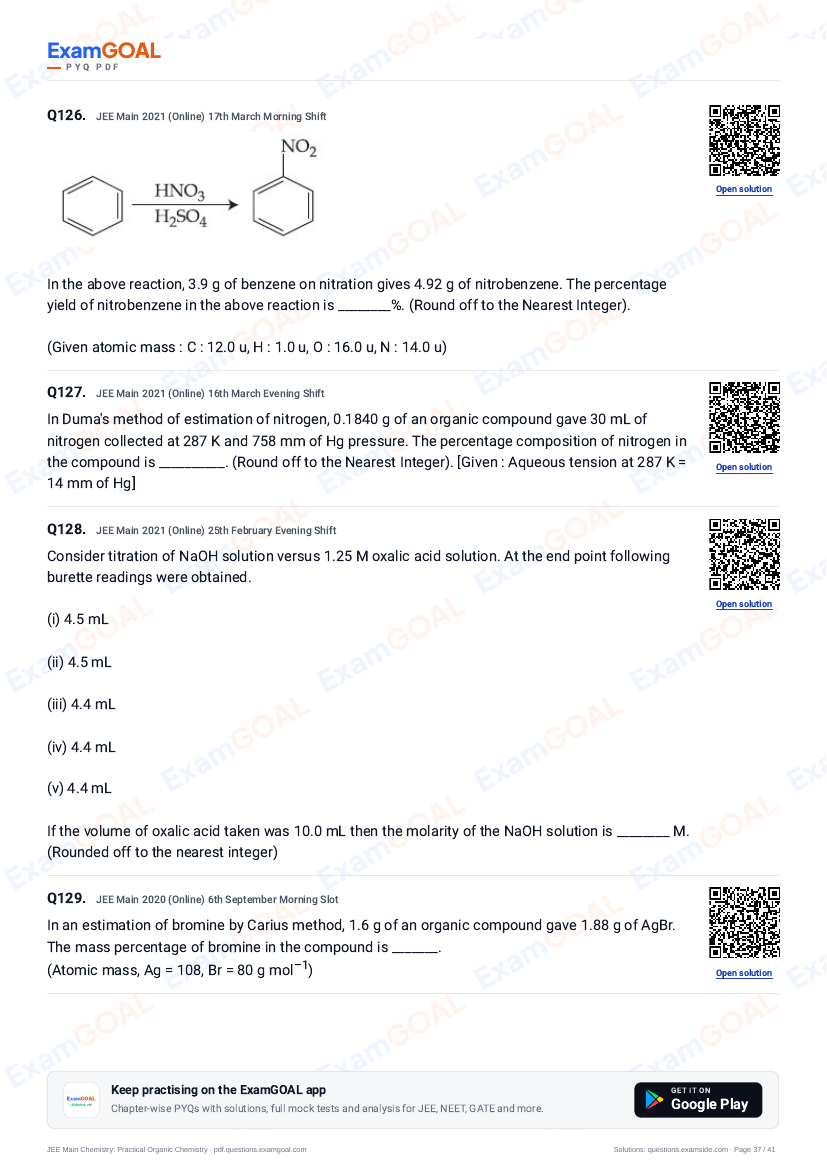 ExamGOAL
PYQ PDF
Q126. JEE Main 2021 (Online) 17th March Morning Shift
Open solution
NO2
HNO3
H2SO4
In the above reaction, 3.9 g of benzene on nitration gives 4.92 g of nitrobenzene. The percentage
yield of nitrobenzene in the above reaction is ________%. (Round off to the Nearest Integer).
(Given atomic mass : C : 12.0 u, H : 1.0 u, O : 16.0 u, N : 14.0 u)
Q127. JEE Main 2021 (Online) 16th March Evening Shift
Open solution
In Duma's method of estimation of nitrogen, 0.1840 g of an organic compound gave 30 mL of
nitrogen collected at 287 K and 758 mm of Hg pressure. The percentage composition of nitrogen in
the compound is __________. (Round off to the Nearest Integer). [Given : Aqueous tension at 287 K =
14 mm of Hg]
Q128. JEE Main 2021 (Online) 25th February Evening Shift
Open solution
Consider titration of NaOH solution versus 1.25 M oxalic acid solution. At the end point following
burette readings were obtained.
(i) 4.5 mL
(ii) 4.5 mL
(iii) 4.4 mL
(iv) 4.4 mL
(v) 4.4 mL
If the volume of oxalic acid taken was 10.0 mL then the molarity of the NaOH solution is ________ M.
(Rounded off to the nearest integer)
Q129. JEE Main 2020 (Online) 6th September Morning Slot
Open solution
In an estimation of bromine by Carius method, 1.6 g of an organic compound gave 1.88 g of AgBr.
The mass percentage of bromine in the compound is _______.
(Atomic mass, Ag = 108, Br = 80 g mol−1)
ExamGOAL
Keep practising on the ExamGOAL app
Chapter-wise PYQs with solutions, full mock tests and analysis for JEE, NEET, GATE and more.
GET IT ON
Google Play
JEE Main Chemistry: Practical Organic Chemistry · pdf.questions.examgoal.com
Solutions: questions.examside.com · Page 37 / 41